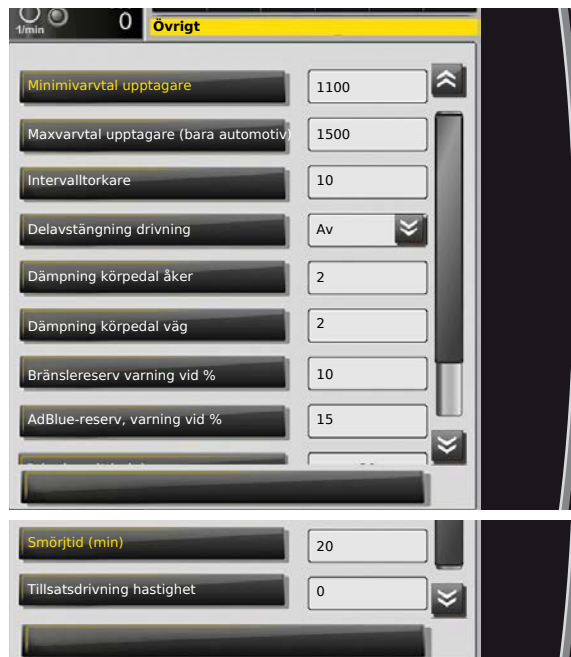 1/min
0
Övrigt
Minimivarvtal upptagare 1100
Maxvarvtal upptagare (bara automotiv) 1500
Intervalltorkare 10
Delavstängning drivning Av
Dämpning körpedal åker 2
Dämpning körpedal väg 2
Bränslereserv varning vid % 10
AdBlue-reserv, varning vid % 15
Smörjtid (min) 20
Tillsatsdrivning hastighet 0